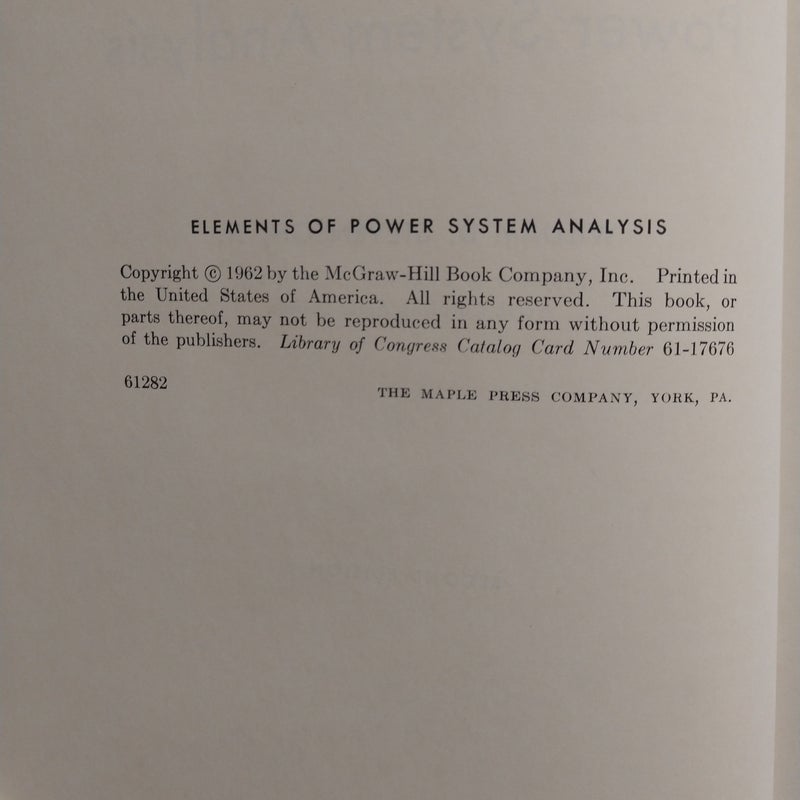 ELEMENTS OF POWER SYSTEM ANALYSIS
Copyright © 1962 by the McGraw-Hill Book Company, Inc. Printed in
the United States of America. All rights reserved. This book, or
parts thereof, may not be reproduced in any form without permission
of the publishers. Library of Congress Catalog Card Number 61-17676
61282
THE MAPLE PRESS COMPANY, YORK, PA.